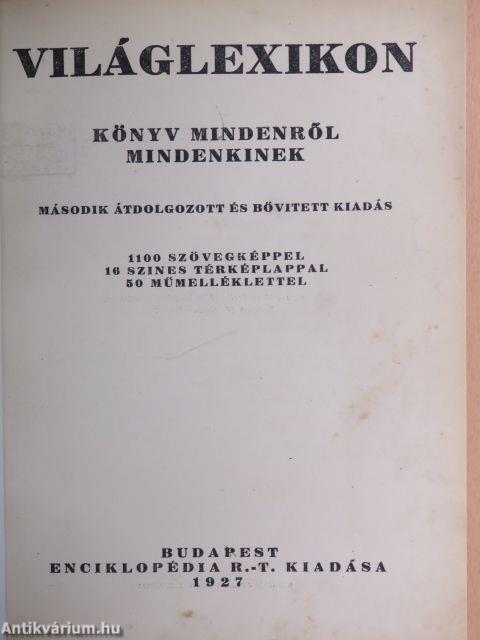 VILÁGLEXIKON
KÖNYV MINDENRŐL
MINDENKINEK
MÁSODIK ÁTDOLGOZOTT ÉS BŐVITETT KIADÁS
1100 SZÖVEGKÉPPEL
16 SZINES TÉRKÉPLAPPAL
50 MŰMELLÉKLETTEL
BUDAPEST
ENCIKLOPÉDIA R.-T. KIADÁSA
1927
Antikvárium.hu